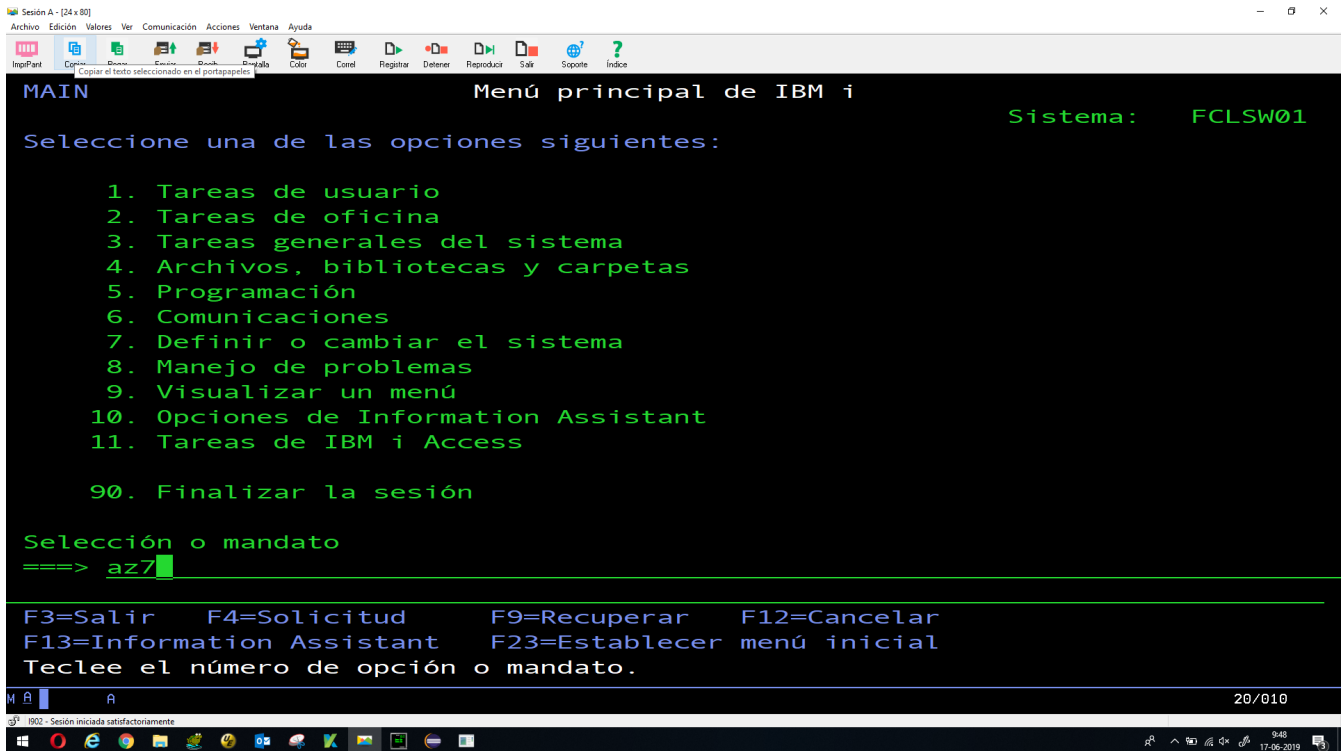 Sesión A - [24 x 80]
Archivo Edición Valores Ver Comunicación Acciones Ventana Ayuda
ImprPant Color Correl Registrar Detener Reproducir Salir Soporte Índice
Copiar el texto seleccionado en el portapapeles
MAIN Menú principal de IBM i
Sistema: FCLSW01
Seleccione una de las opciones siguientes:
1. Tareas de usuario
2. Tareas de oficina
3. Tareas generales del sistema
4. Archivos, bibliotecas y carpetas
5. Programación
6. Comunicaciones
7. Definir o cambiar el sistema
8. Manejo de problemas
9. Visualizar un menú
10. Opciones de Information Assistant
11. Tareas de IBM i Access
90. Finalizar la sesión
Selección o mandato
===> az7
F3=Salir F4=Solicitud F9=Recuperar F12=Cancelar
F13=Information Assistant F23=Establecer menú inicial
Teclee el número de opción o mandato.
MA A 20/010
I902 - Sesión iniciada satisfactoriamente
9:48
17-06-2019